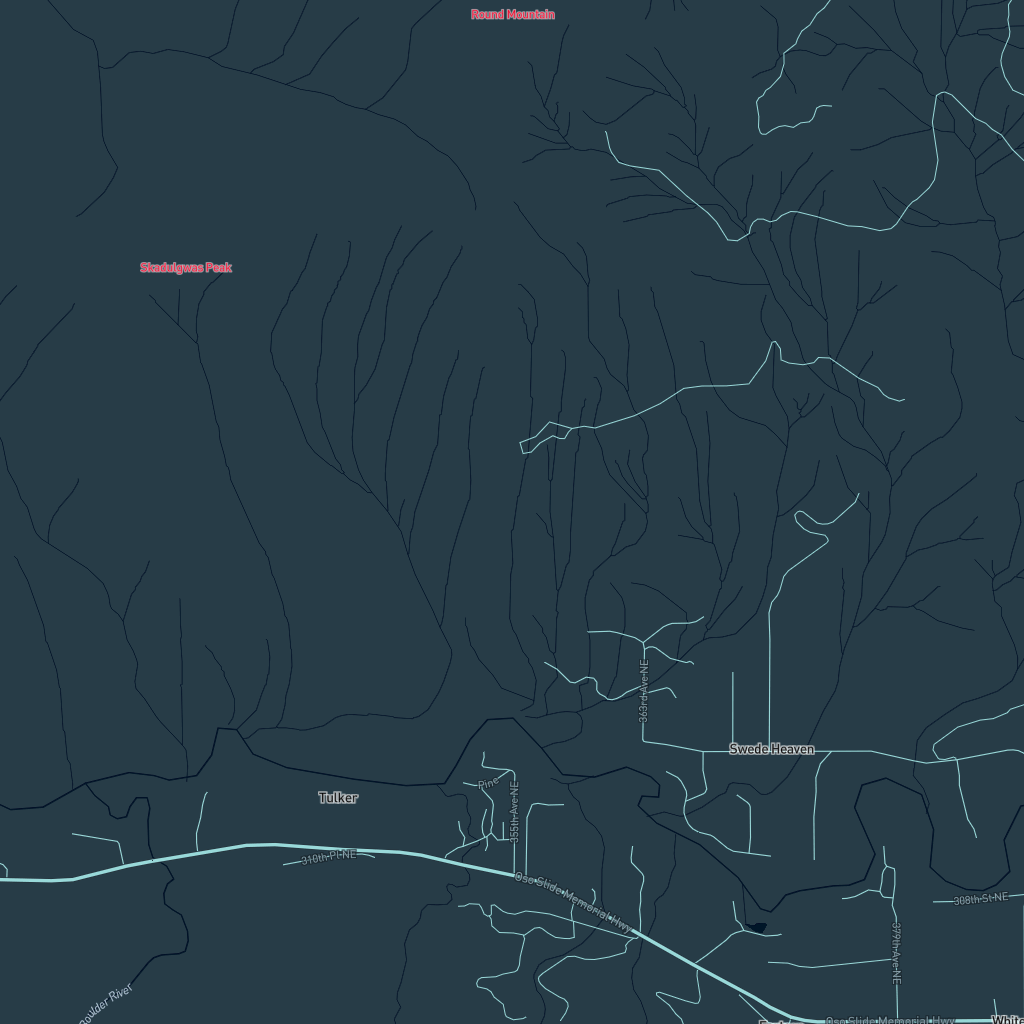 Round Mountain
Skadulgwas Peak
363rd Ave NE
Swede Heaven
Pine
Tulker
355th Ave NE
310th Pl NE
Oso Slide Memorial Hwy
308th St NE
379th Ave NE
Boulder River
Oso Slide Memorial Hwy
White